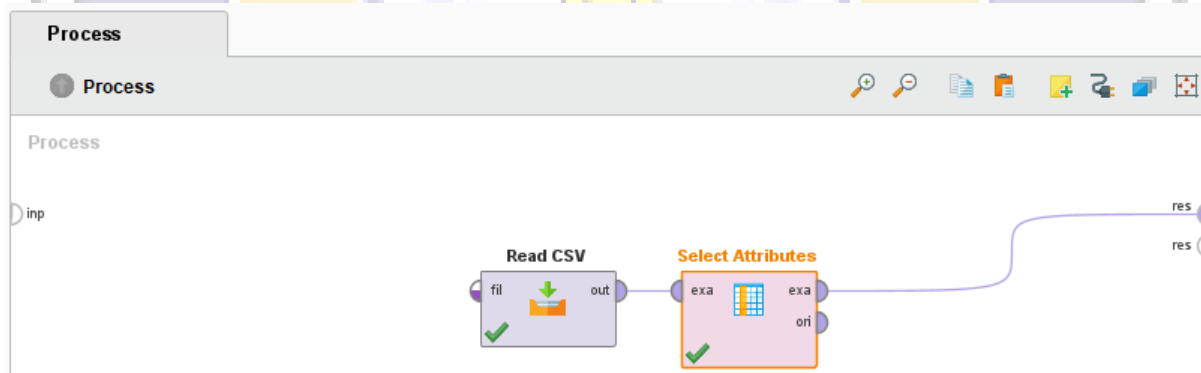 Process
Process
Process
inp
res
res
Read CSV
Select Attributes
fil
out
exa
exa
ori